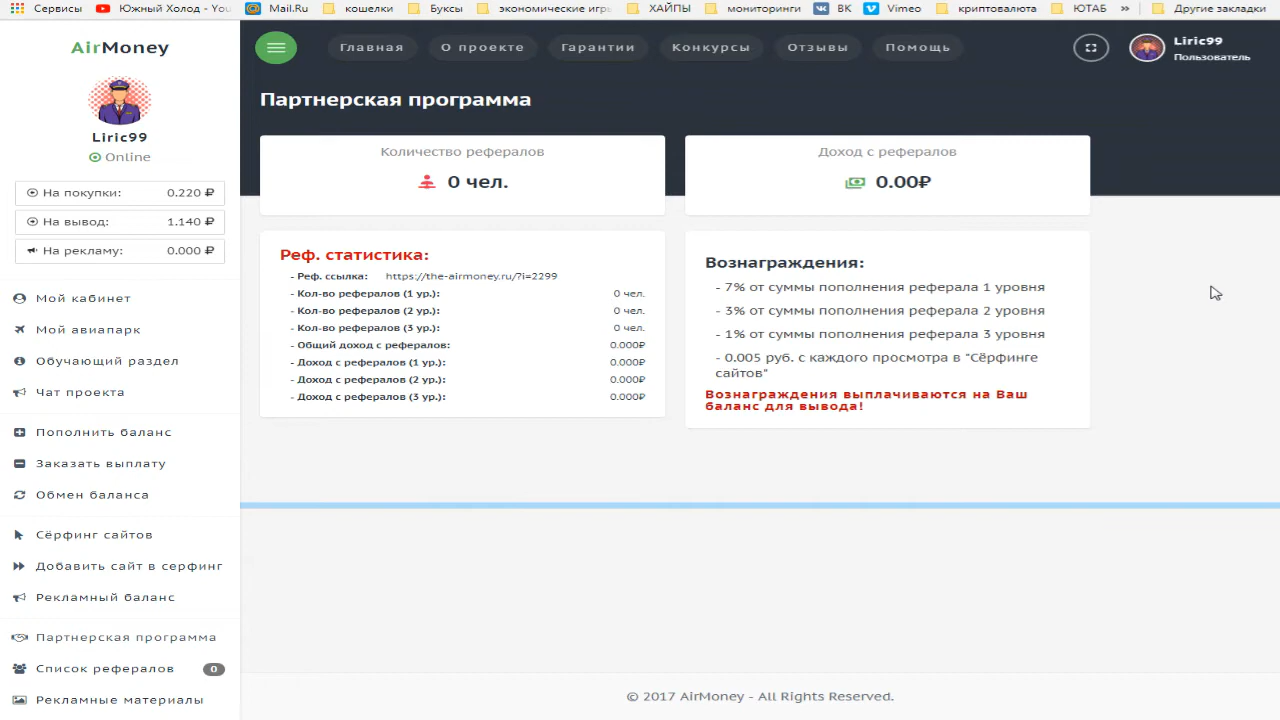 Сервисы
Южный Холод - You
Mail.Ru
кошелки
Буксы
экономические игры
ХАЙПЫ
мониторинги
ВК
Vimeo
криптовалюта
ЮТАБ
»
Другие закладки
AirMoney
Liric99
Online
На покупки: 0.220 ₽
На вывод: 1.140 ₽
На рекламу: 0.000 ₽
Мой кабинет
Мой авиапарк
Обучающий раздел
Чат проекта
Пополнить баланс
Заказать выплату
Обмен баланса
Сёрфинг сайтов
Добавить сайт в серфинг
Рекламный баланс
Партнерская программа
Список рефералов 0
Рекламные материалы
Главная
О проекте
Гарантии
Конкурсы
Отзывы
Помощь
Liric99
Пользователь
Партнерская программа
Количество рефералов
0 чел.
Доход с рефералов
0.00₽
Реф. статистика:
- Реф. ссылка: https://the-airmoney.ru/?i=2299
- Кол-во рефералов (1 ур.): 0 чел.
- Кол-во рефералов (2 ур.): 0 чел.
- Кол-во рефералов (3 ур.): 0 чел.
- Общий доход с рефералов: 0.000₽
- Доход с рефералов (1 ур.): 0.000₽
- Доход с рефералов (2 ур.): 0.000₽
- Доход с рефералов (3 ур.): 0.000₽
Вознаграждения:
- 7% от суммы пополнения реферала 1 уровня
- 3% от суммы пополнения реферала 2 уровня
- 1% от суммы пополнения реферала 3 уровня
- 0.005 руб. с каждого просмотра в "Сёрфинге
сайтов"
Вознаграждения выплачиваются на Ваш
баланс для вывода!
© 2017 AirMoney - All Rights Reserved.